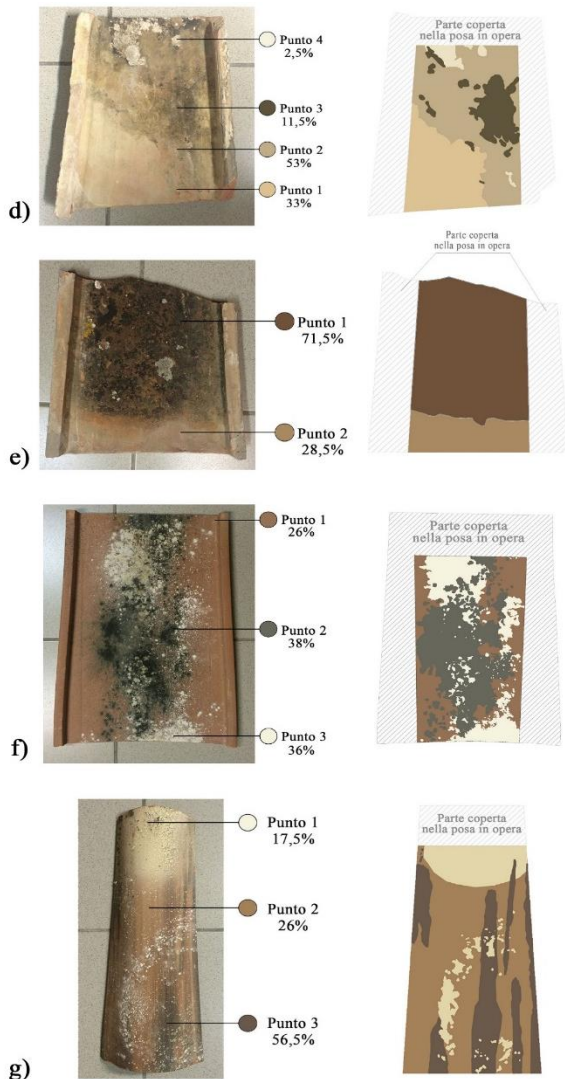 Punto 4
2,5%
Punto 3
11,5%
Punto 2
53%
Punto 1
33%
Parte coperta
nella posa in opera
d)
Punto 1
71,5%
Punto 2
28,5%
Parte coperta
nella posa in opera
e)
Punto 1
26%
Punto 2
38%
Punto 3
36%
Parte coperta
nella posa in opera
f)
Punto 1
17,5%
Punto 2
26%
Punto 3
56,5%
Parte coperta
nella posa in opera
g)